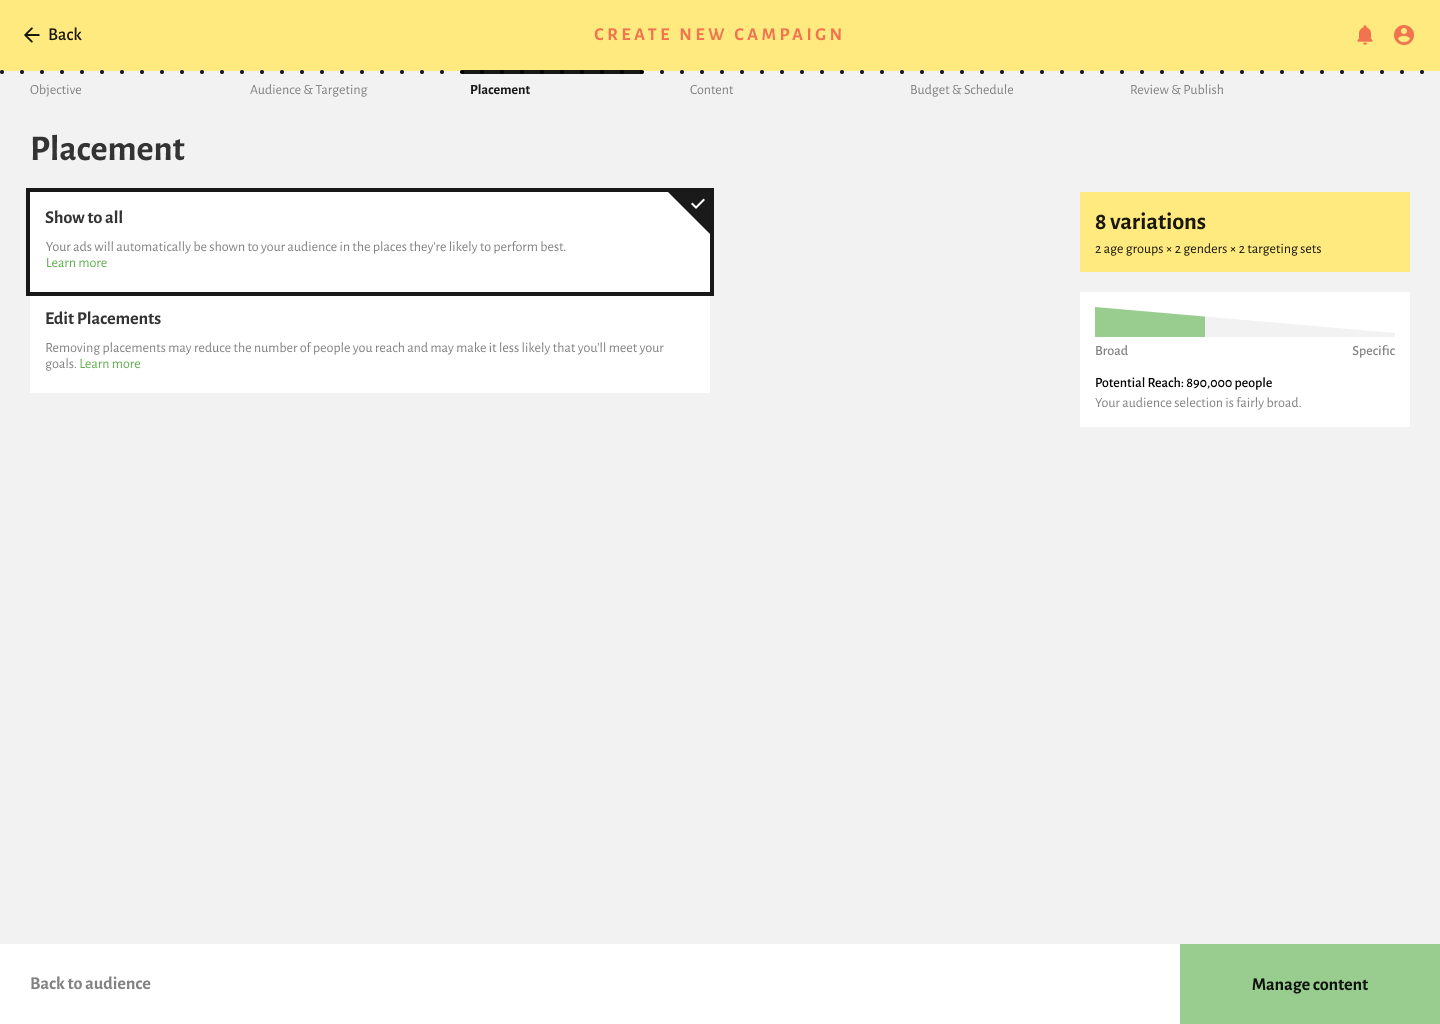 Back
CREATE NEW CAMPAIGN
Objective
Audience & Targeting
Placement
Content
Budget & Schedule
Review & Publish
Placement
Show to all
Your ads will automatically be shown to your audience in the places they're likely to perform best.
Learn more
Edit Placements
Removing placements may reduce the number of people you reach and may make it less likely that you'll meet your
goals. Learn more
8 variations
2 age groups × 2 genders × 2 targeting sets
Broad
Specific
Potential Reach: 890,000 people
Your audience selection is fairly broad.
Back to audience
Manage content